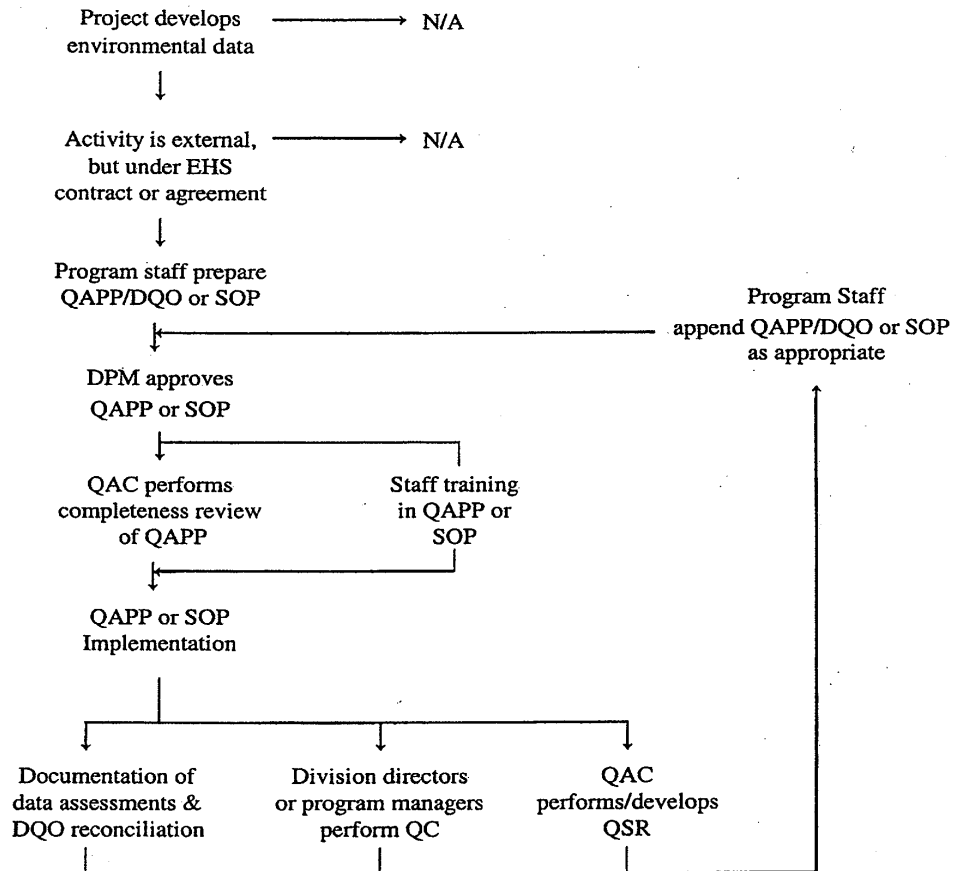 Project develops
environmental data
N/A
Activity is external,
but under EHS
contract or agreement
N/A
Program staff prepare
QAPP/DQO or SOP
Program Staff
append QAPP/DQO or SOP
as appropriate
DPM approves
QAPP or SOP
QAC performs
completeness review
of QAPP
Staff training
in QAPP or
SOP
QAPP or SOP
Implementation
Documentation of
data assessments &
DQO reconciliation
Division directors
or program managers
perform QC
QAC
performs/develops
QSR